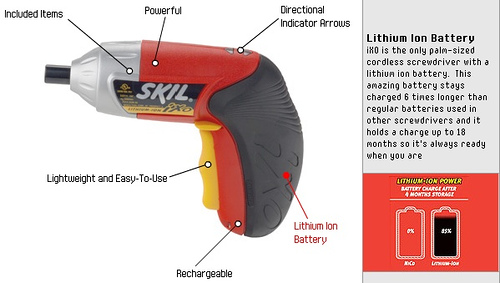 Included Items
Powerful
Directional
Indicator Arrows
SKIL
iXO
Lightweight and Easy-To-Use
Lithium Ion
Battery
Rechargeable
Lithium Ion Battery
iXO is the only palm-sized
cordless screwdriver with a
lithium ion battery. This
amazing battery stays
charged 6 times longer than
regular batteries used in
other screwdrivers and it
holds a charge up to 18
months so it's always ready
when you are
LITHIUM-ION POWER
BATTERY CHARGE AFTER
4 MONTHS STORAGE
0%
85%
NiCd
LITHIUM-ION